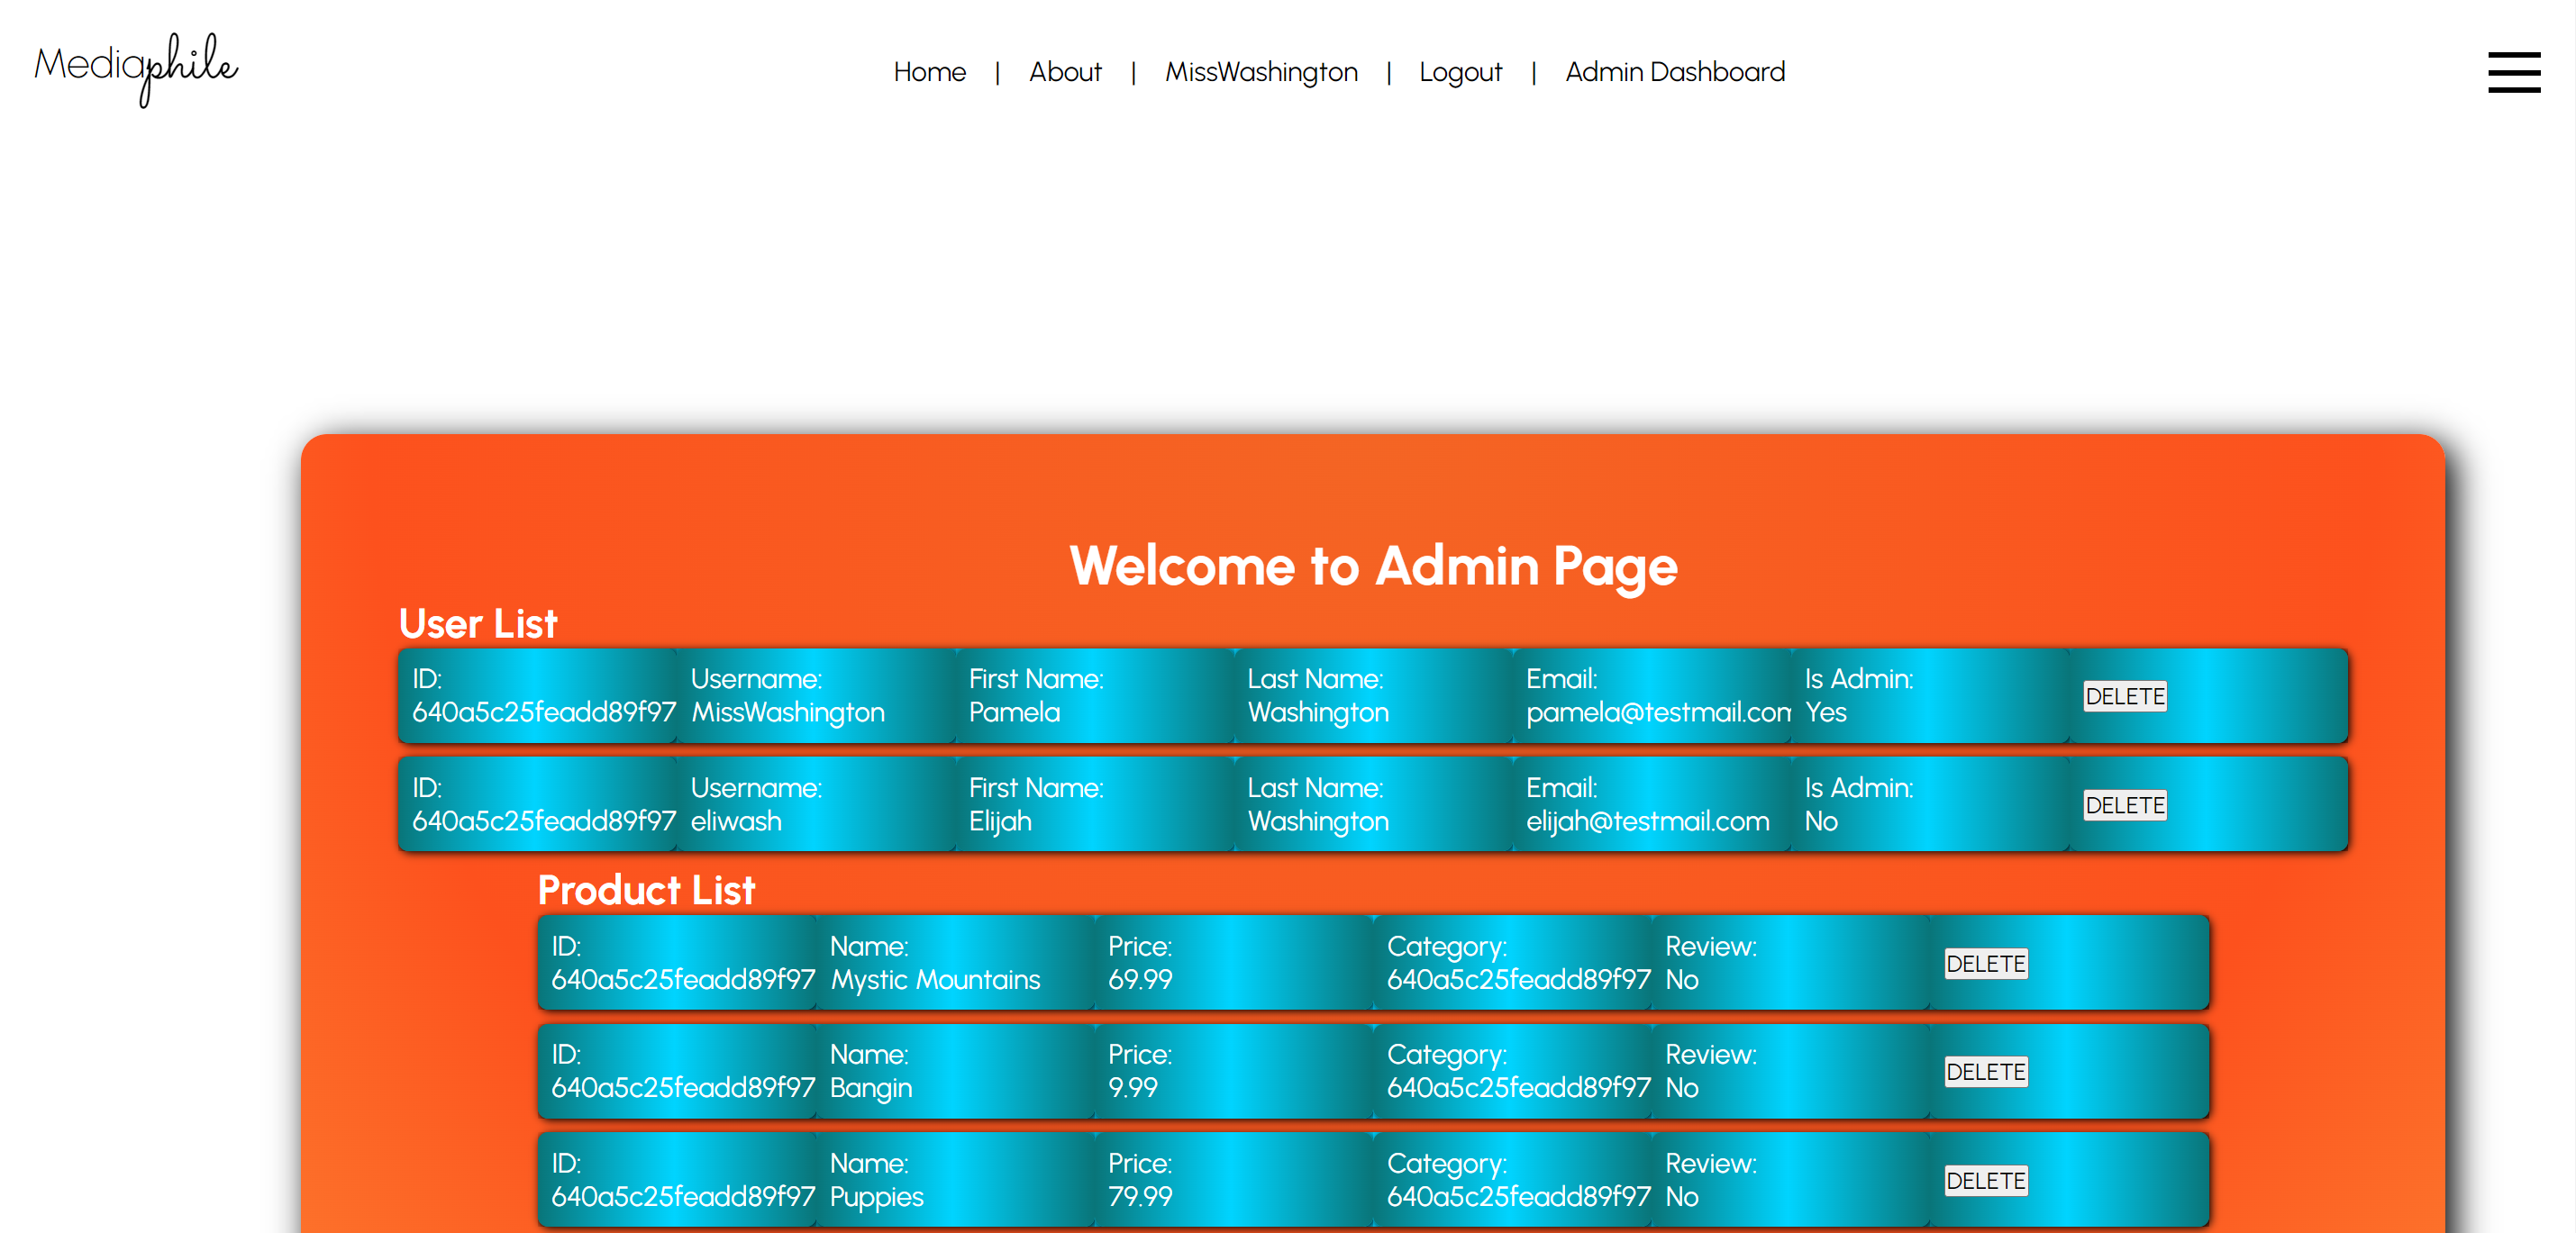 Mediaphile
Home | About | MissWashington | Logout | Admin Dashboard
Welcome to Admin Page
User List
ID: Username: First Name: Last Name: Email: Is Admin:
640a5c25feadd89f97 MissWashington Pamela Washington pamela@testmail.com Yes DELETE
ID: Username: First Name: Last Name: Email: Is Admin:
640a5c25feadd89f97 eliwash Elijah Washington elijah@testmail.com No DELETE
Product List
ID: Name: Price: Category: Review:
640a5c25feadd89f97 Mystic Mountains 69.99 640a5c25feadd89f97 No DELETE
ID: Name: Price: Category: Review:
640a5c25feadd89f97 Bangin 9.99 640a5c25feadd89f97 No DELETE
ID: Name: Price: Category: Review:
640a5c25feadd89f97 Puppies 79.99 640a5c25feadd89f97 No DELETE